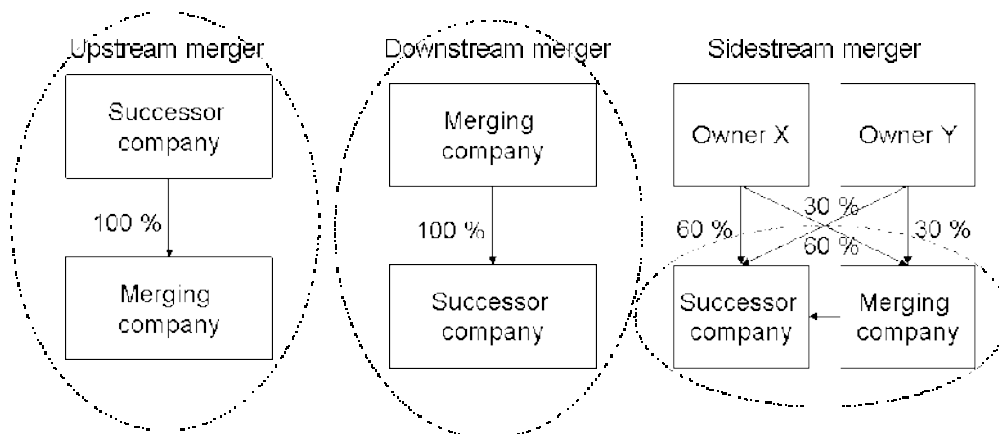 Upstream merger
Successor
company
100 %
Merging
company
Downstream merger
Merging
company
100 %
Successor
company
Sidestream merger
Owner X
Owner Y
30 %
60 %
30 %
60 %
Successor
company
Merging
company